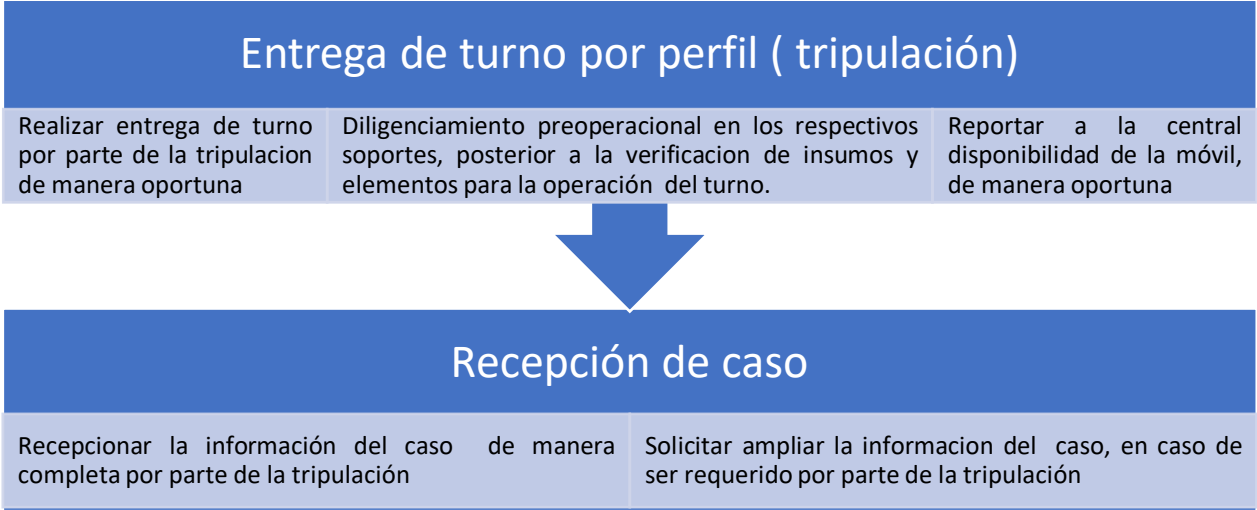 Entrega de turno por perfil ( tripulación)
Realizar entrega de turno
por parte de la tripulacion
de manera oportuna
Diligenciamiento preoperacional en los respectivos
soportes, posterior a la verificacion de insumos y
elementos para la operación del turno.
Reportar a la central
disponibilidad de la móvil,
de manera oportuna
Recepción de caso
Recepcionar la información del caso de manera
completa por parte de la tripulación
Solicitar ampliar la informacion del caso, en caso de
ser requerido por parte de la tripulación